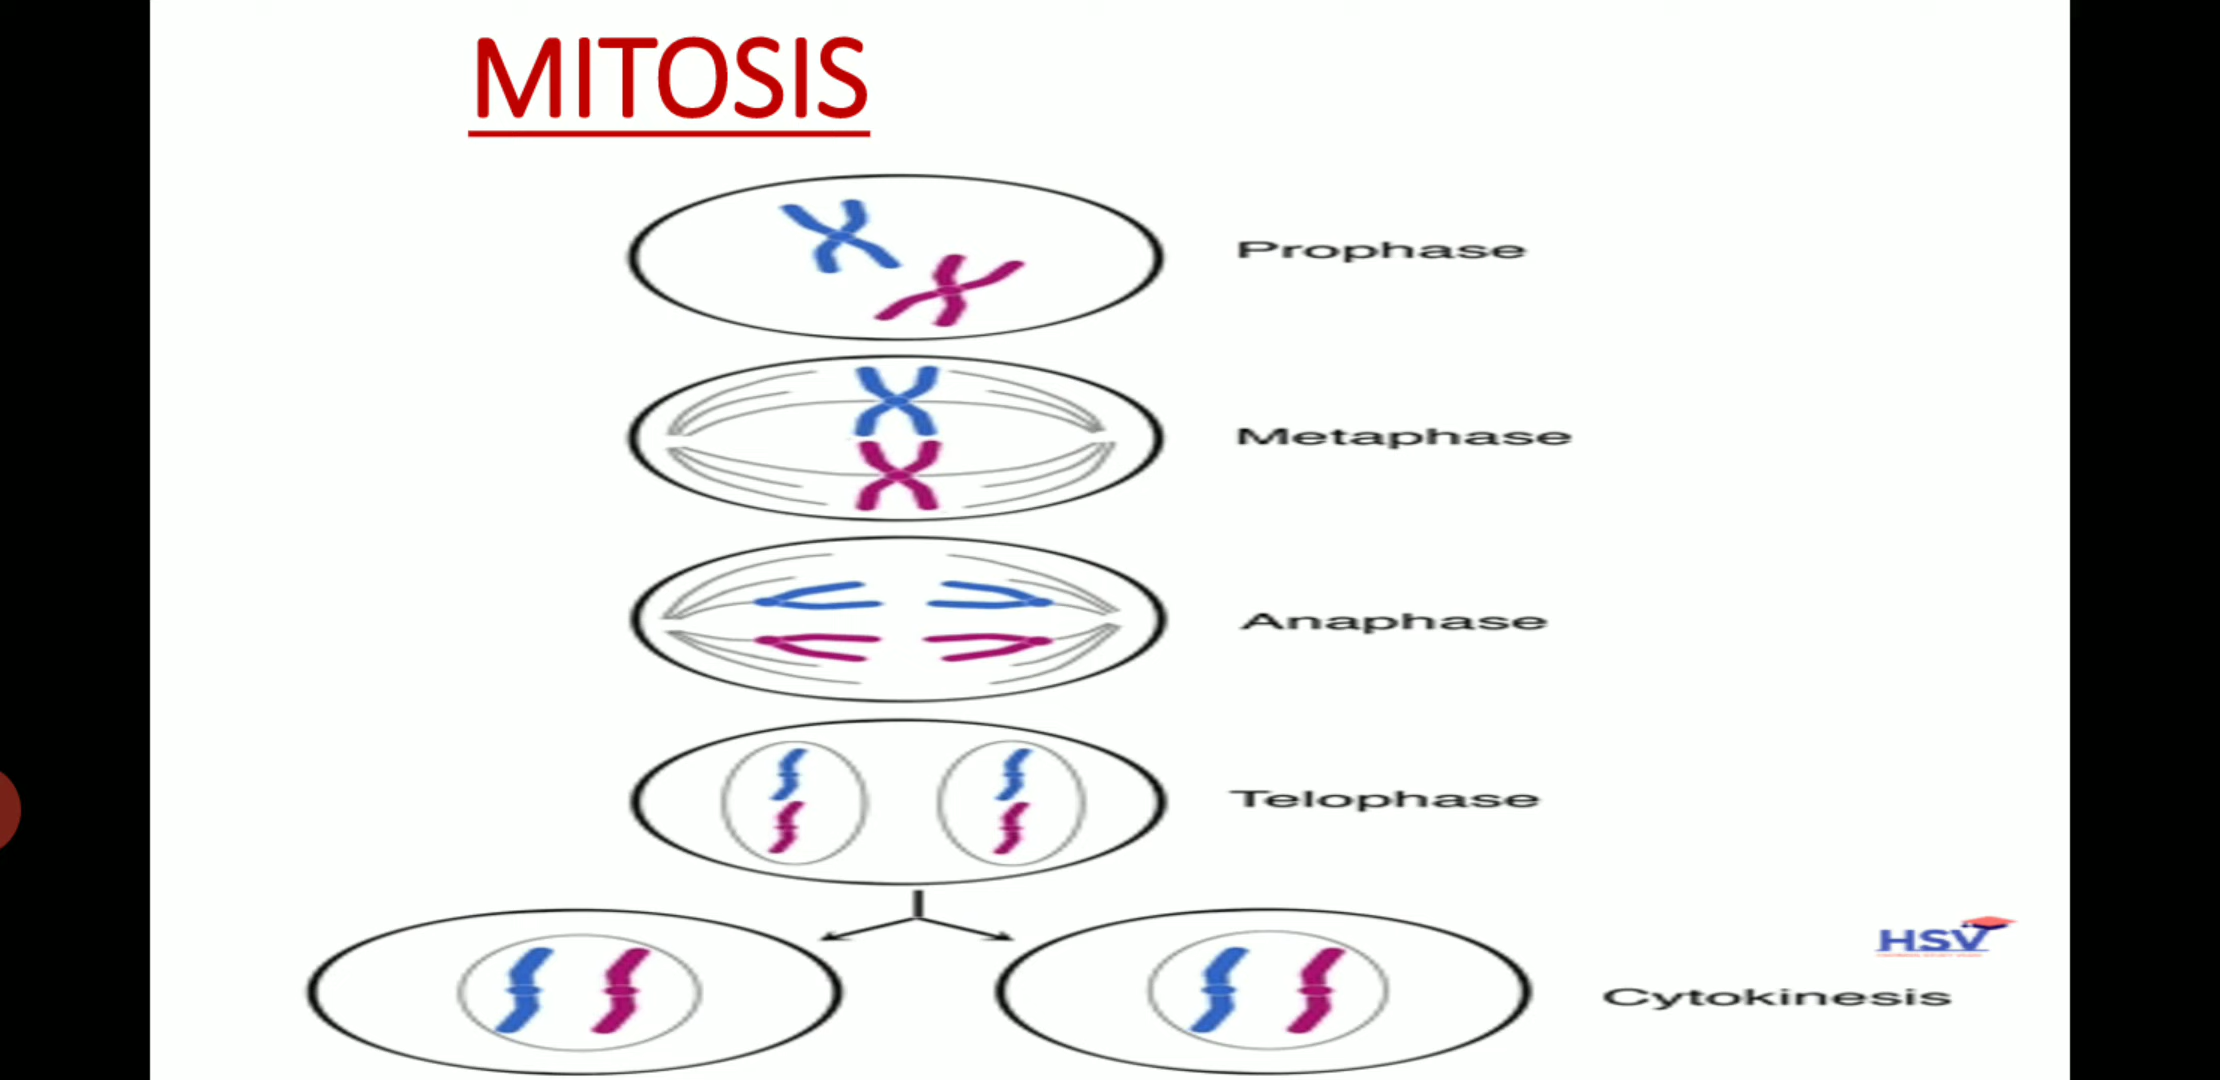 MITOSIS
Prophase
Metaphase
Anaphase
Telophase
HSV
Cytokinesis